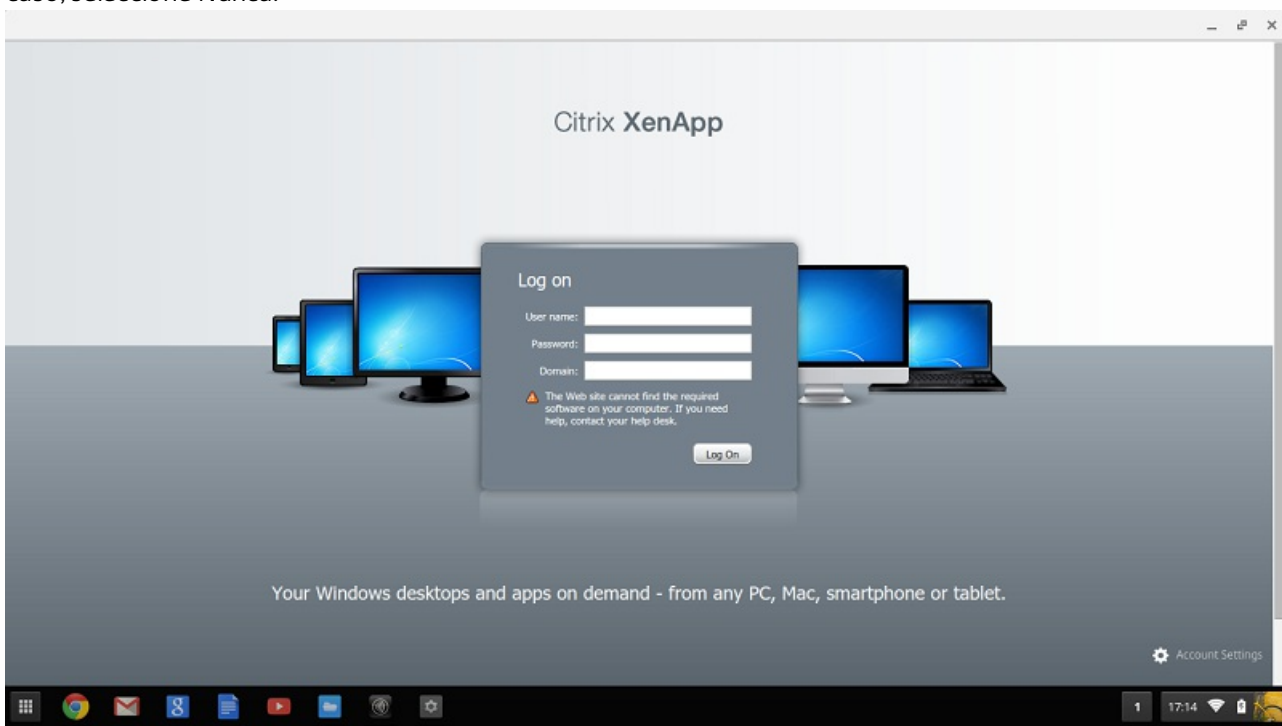 Citrix XenApp
Log on
User name:
Password:
Domain:
The Web site cannot find the required
software on your computer. If you need
help, contact your help desk.
Log On
Your Windows desktops and apps on demand - from any PC, Mac, smartphone or tablet.
Account Settings
8
1
17:14